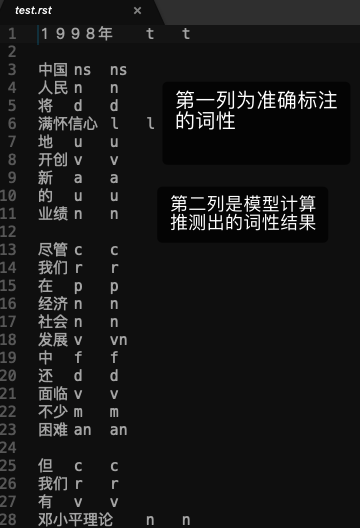 test.rst ×
1 １９９８年 t t
2
3 中国 ns ns
4 人民 n n
5 将 d d
6 满怀信心 l l
7 地 u u
8 开创 v v
9 新 a a
10 的 u u
11 业绩 n n
12
13 尽管 c c
14 我们 r r
15 在 p p
16 经济 n n
17 社会 n n
18 发展 v vn
19 中 f f
20 还 d d
21 面临 v v
22 不少 m m
23 困难 an an
24
25 但 c c
26 我们 r r
27 有 v v
28 邓小平理论 n n
第一列为准确标注
的词性
第二列是模型计算
推测出的词性结果